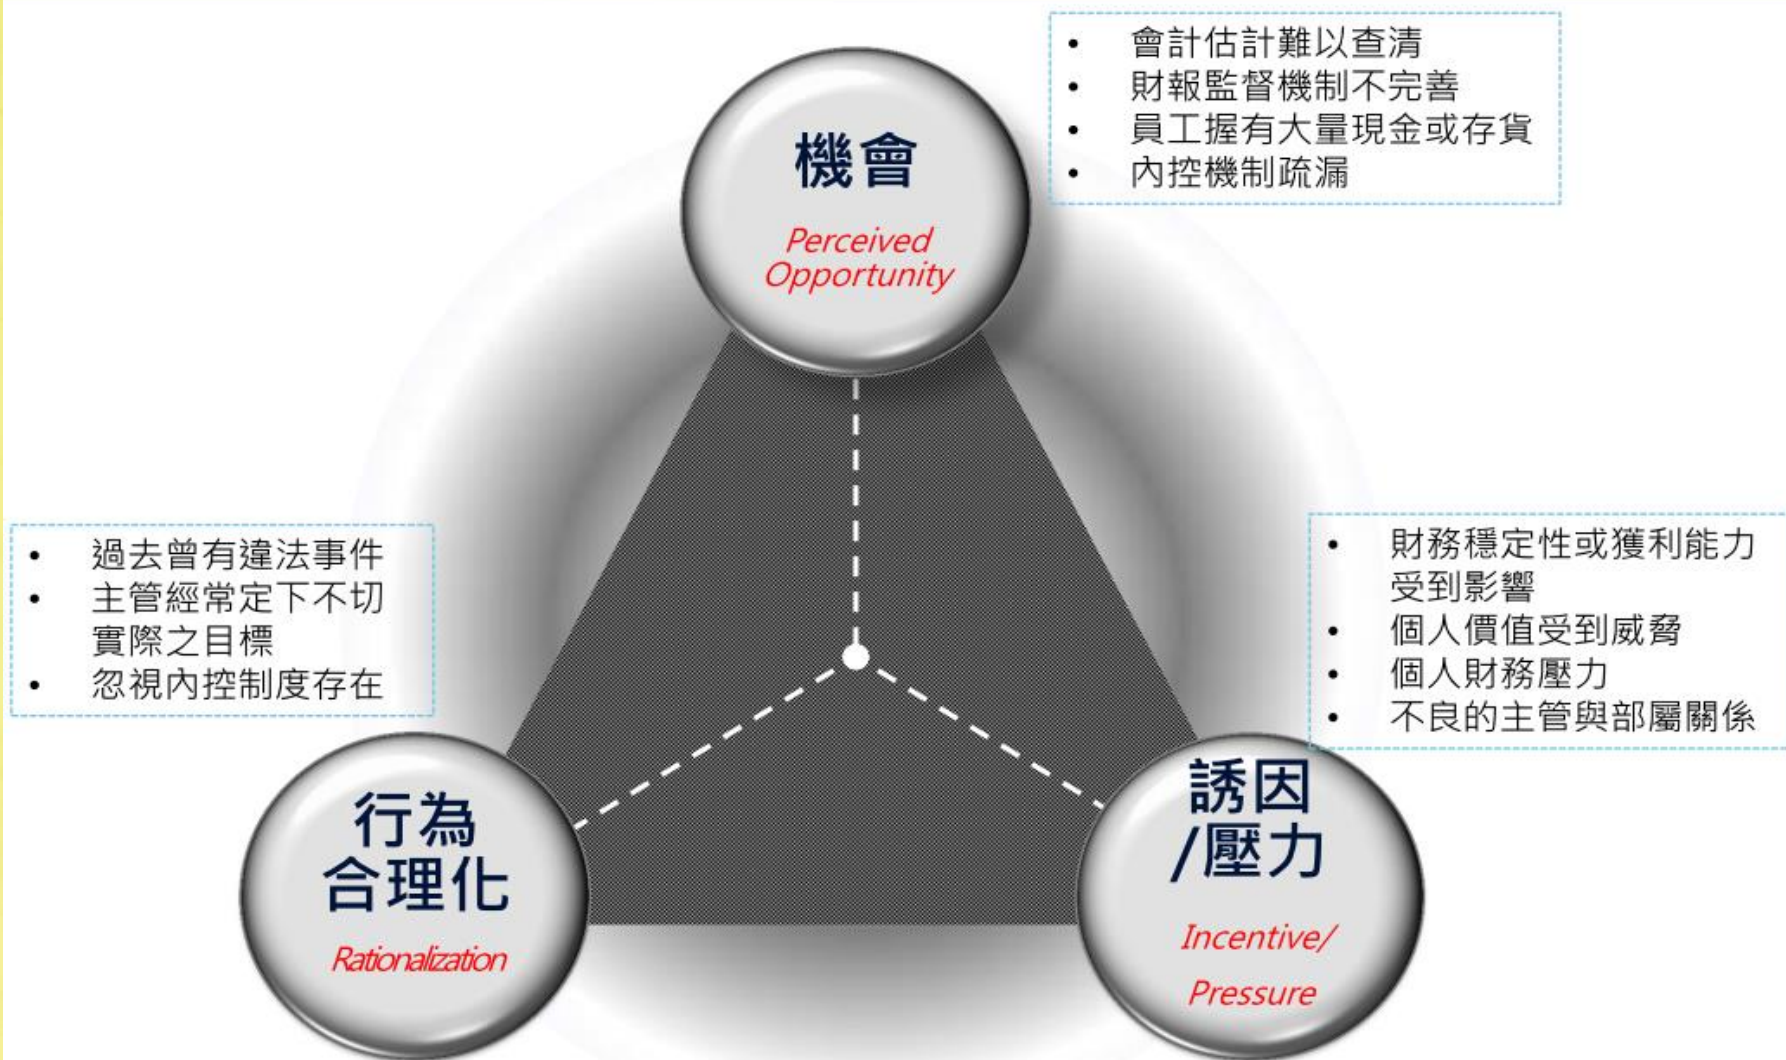 • 會計估計難以查清
• 財報監督機制不完善
• 員工握有大量現金或存貨
• 內控機制疏漏
機會
Perceived
Opportunity
• 過去曾有違法事件
• 主管經常定下不切
實際之目標
• 忽視內控制度存在
• 財務穩定性或獲利能力
受到影響
• 個人價值受到威脅
• 個人財務壓力
• 不良的主管與部屬關係
行為
合理化
Rationalization
誘因
/壓力
Incentive/
Pressure